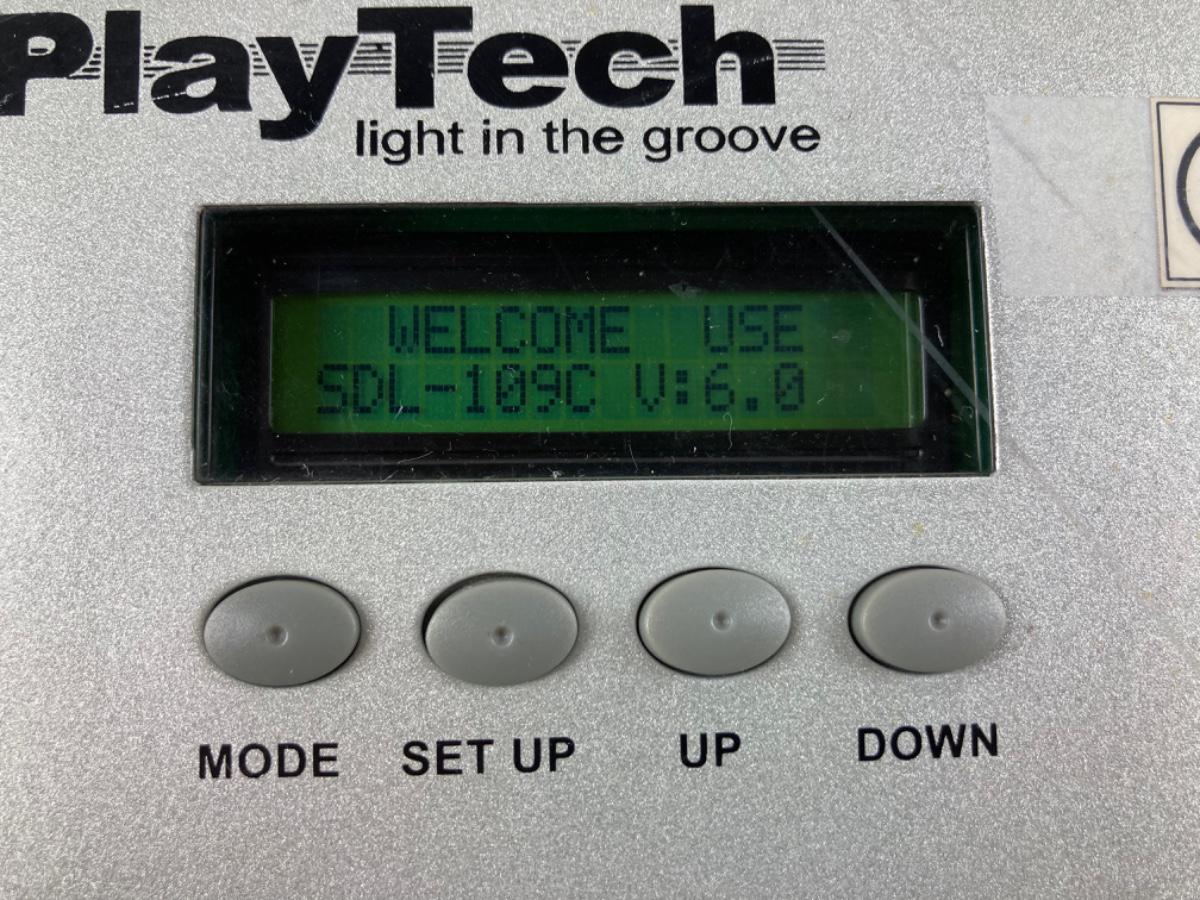 PlayTech
light in the groove
WELCOME USE
SDL-109C V:6.0
MODE SET UP UP DOWN